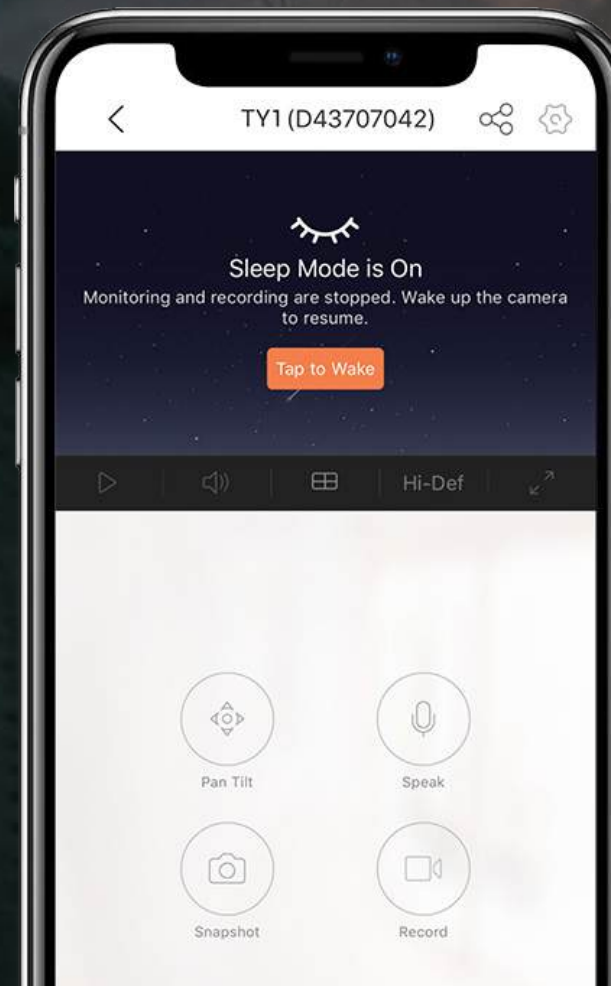 TY1(D43707042)
Sleep Mode is On
Monitoring and recording are stopped. Wake up the camera
to resume.
Tap to Wake
Hi-Def
Pan Tilt
Speak
Snapshot
Record